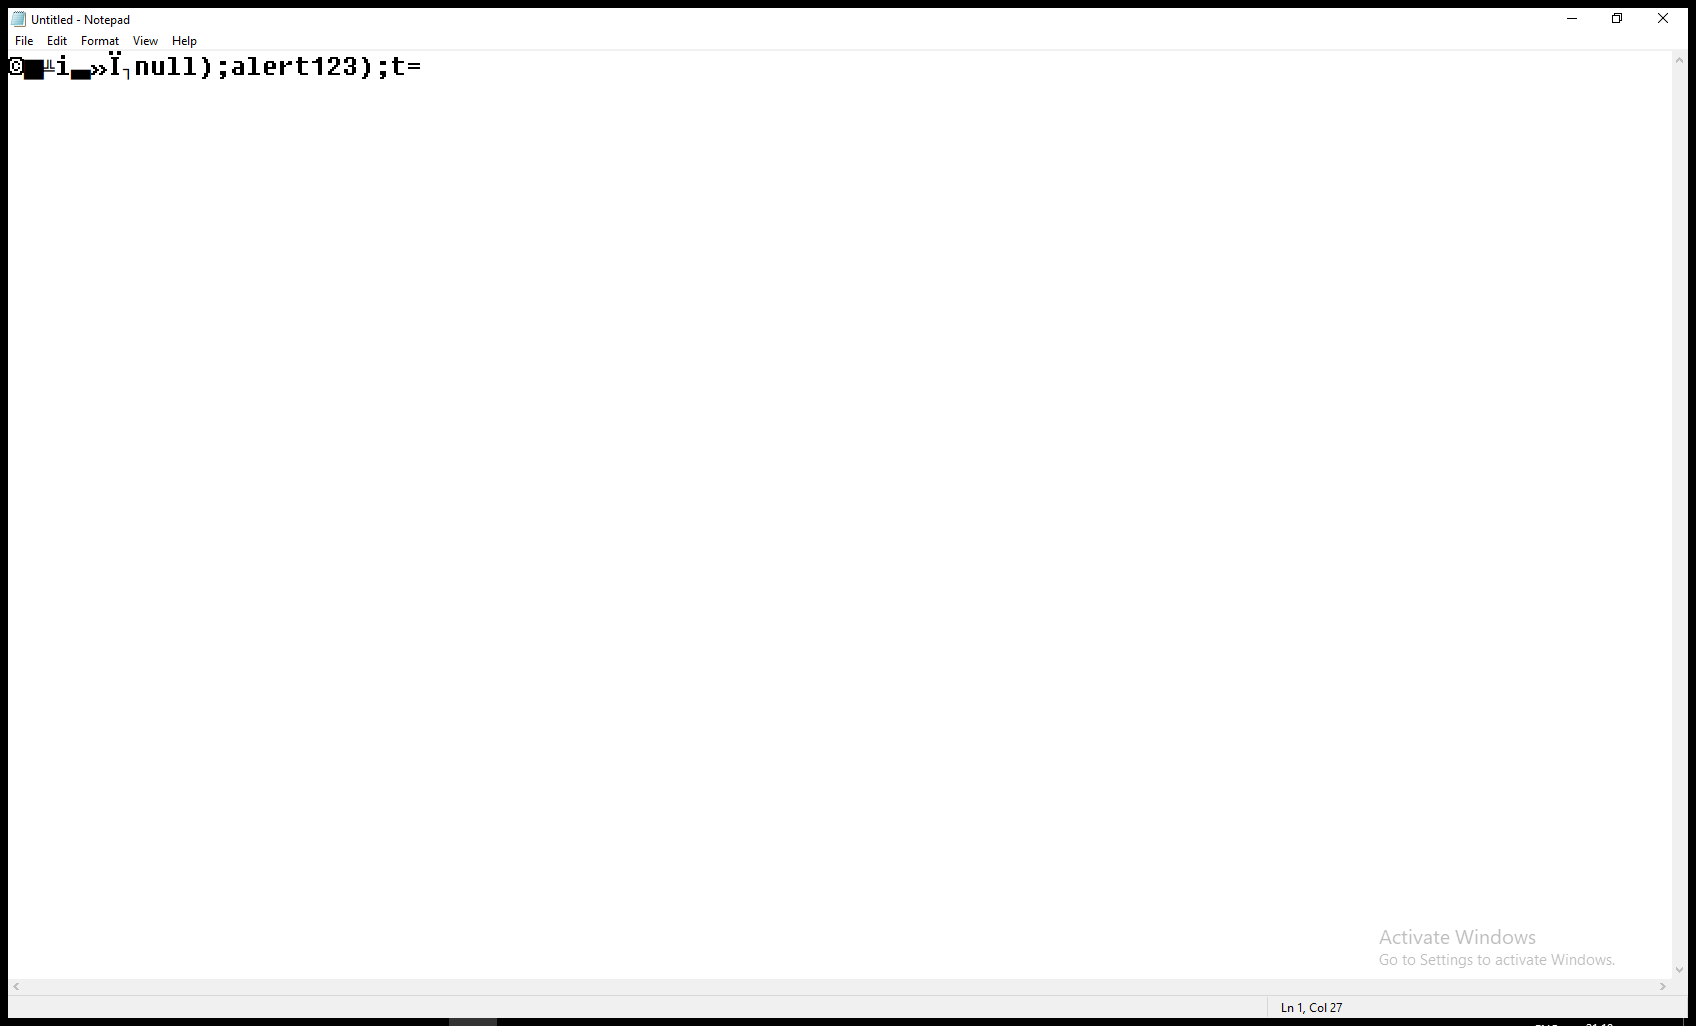 Untitled - Notepad
File Edit Format View Help
©▆╩i▃»Ï┐null);alert123);t=
Activate Windows
Go to Settings to activate Windows.
Ln 1, Col 27